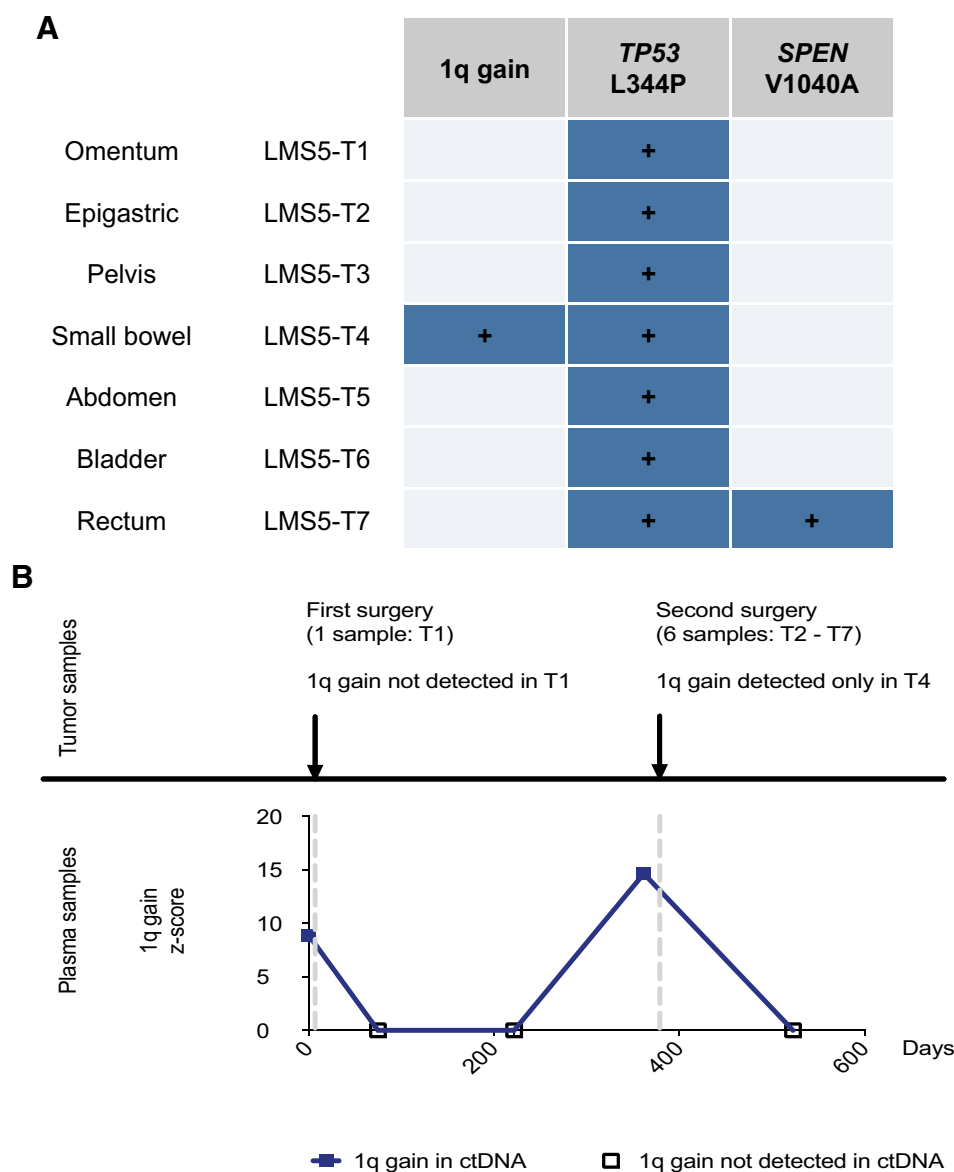 A
1q gain
TP53
L344P
SPEN
V1040A
Omentum LMS5-T1 +
Epigastric LMS5-T2 +
Pelvis LMS5-T3 +
Small bowel LMS5-T4 + +
Abdomen LMS5-T5 +
Bladder LMS5-T6 +
Rectum LMS5-T7 + +
B
Tumor samples
First surgery
(1 sample: T1)
1q gain not detected in T1
Second surgery
(6 samples: T2 - T7)
1q gain detected only in T4
Plasma samples
1q gain
z-score
20
15
10
5
0
0 200 400 600 Days
1q gain in ctDNA
1q gain not detected in ctDNA